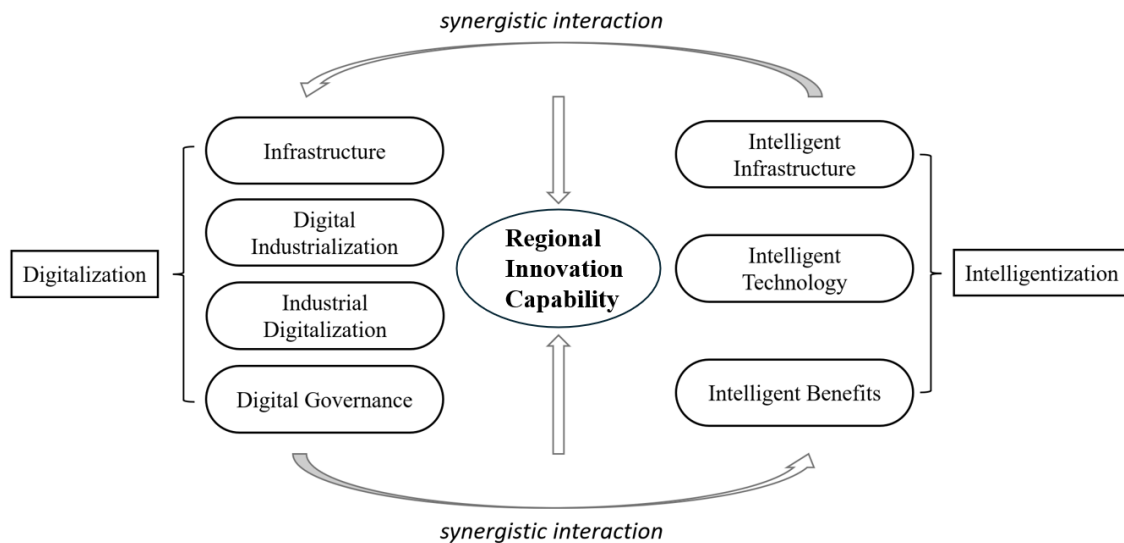 synergistic interaction
Digitalization
Infrastructure
Digital
Industrialization
Industrial
Digitalization
Digital Governance
Regional
Innovation
Capability
Intelligent
Infrastructure
Intelligent
Technology
Intelligent Benefits
Intelligentization
synergistic interaction